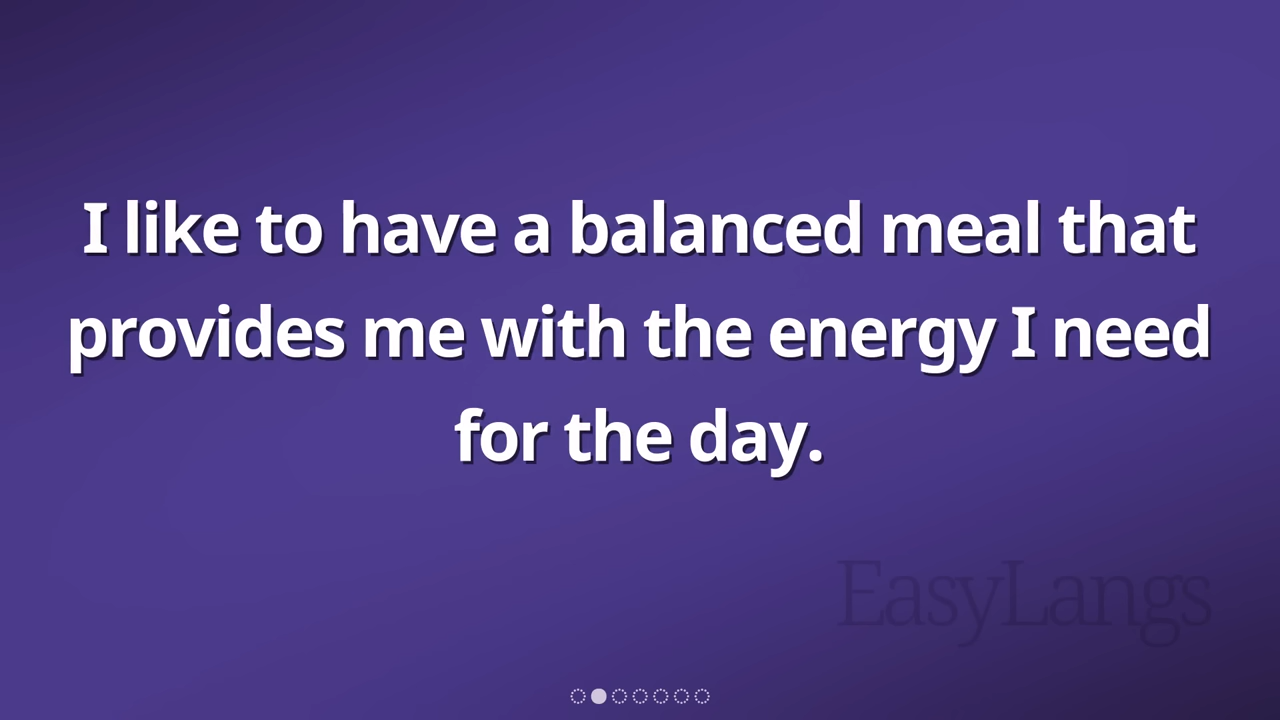 I like to have a balanced meal that
provides me with the energy I need
for the day.
EasyLangs